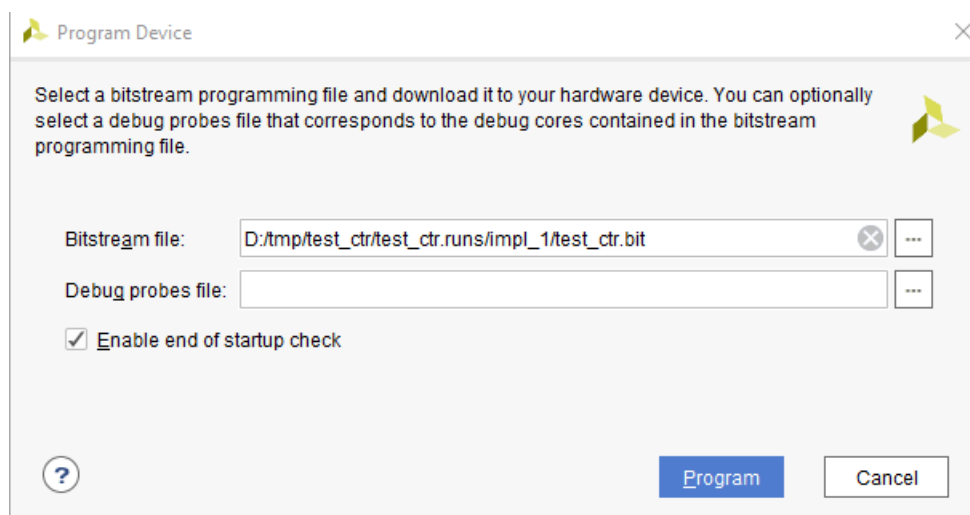 Program Device
Select a bitstream programming file and download it to your hardware device. You can optionally
select a debug probes file that corresponds to the debug cores contained in the bitstream
programming file.
Bitstream file: D:/tmp/test_ctr/test_ctr.runs/impl_1/test_ctr.bit ...
Debug probes file: ...
Enable end of startup check
? Program Cancel